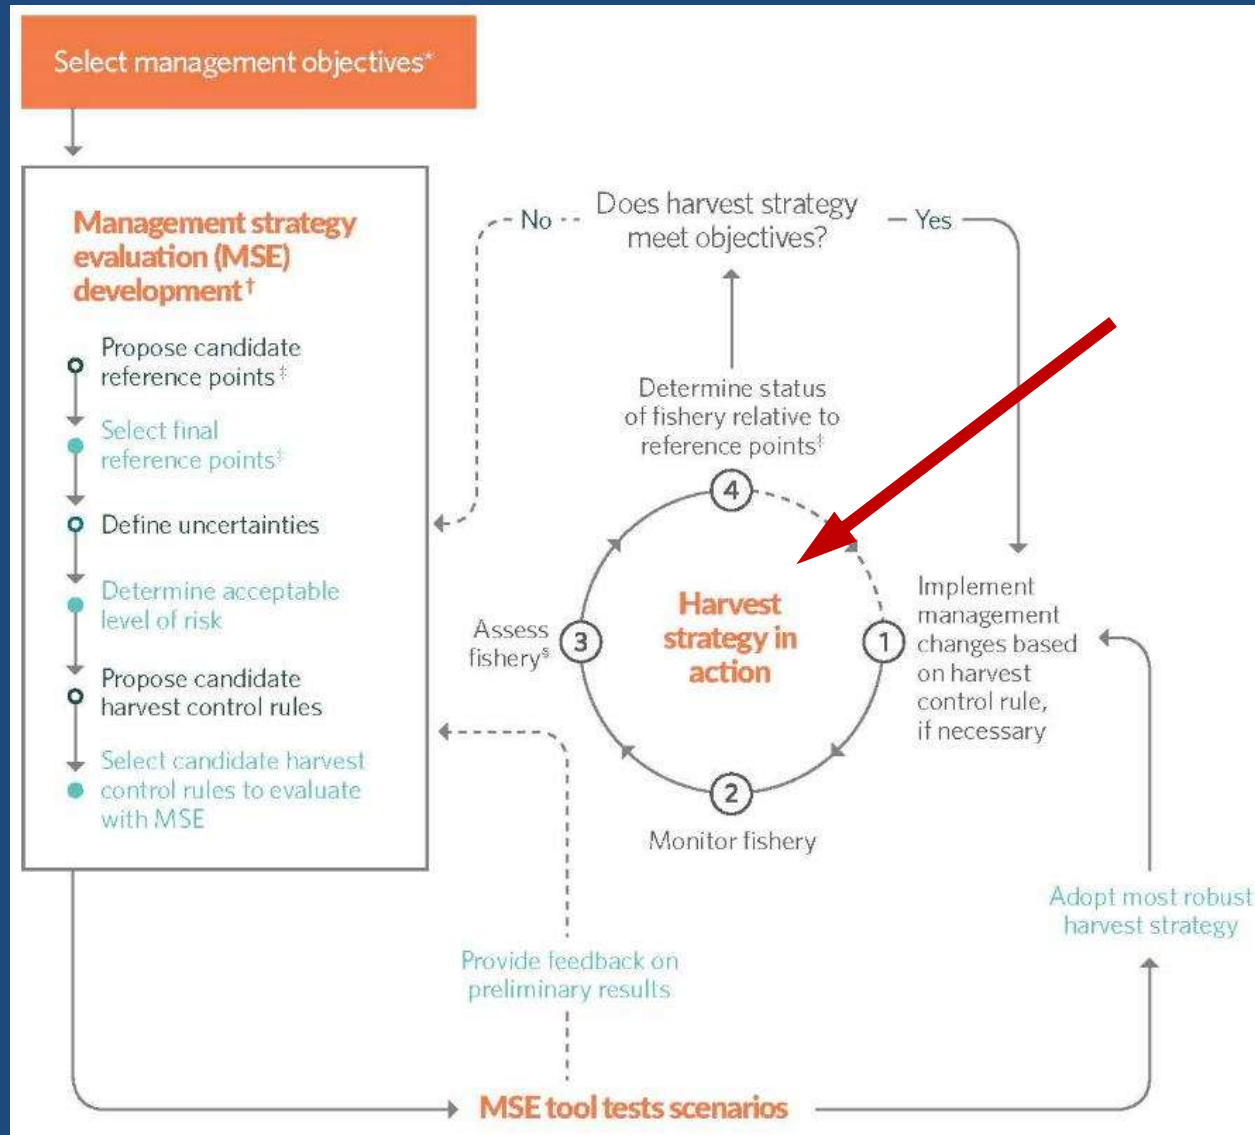 Select management objectives*
Management strategy
evaluation (MSE)
development†
Propose candidate
reference points‡
Select final
reference points‡
Define uncertainties
Determine acceptable
level of risk
Propose candidate
harvest control rules
Select candidate harvest
control rules to evaluate
with MSE
No
Does harvest strategy
meet objectives?
Yes
Determine status
of fishery relative to
reference points‡
4
Harvest
strategy in
action
Assess
fishery§
3
1
Implement
management
changes based
on harvest
control rule,
if necessary
2
Monitor fishery
Adopt most robust
harvest strategy
Provide feedback on
preliminary results
MSE tool tests scenarios